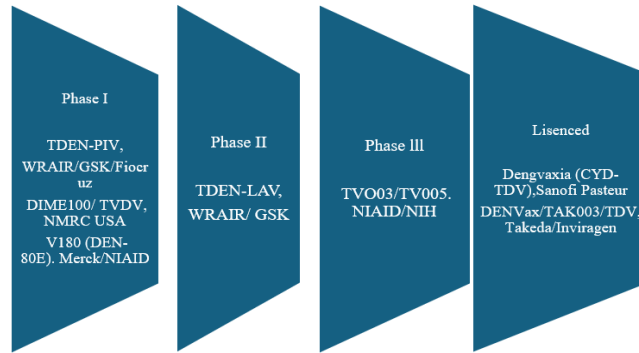 Phase I
TDEN-PIV,
WRAIR/GSK/Fiocr
uz
DIME100/ TVDV,
NMRC USA
V180 (DEN-
80E). Merck/NIAID
Phase II
TDEN-LAV,
WRAIR/ GSK
Phase lll
TVO03/TV005.
NIAID/NIH
Lisenced
Dengvaxia (CYD-
TDV),Sanofi Pasteur
DENVax/TAK003/TDV,
Takeda/Inviragen